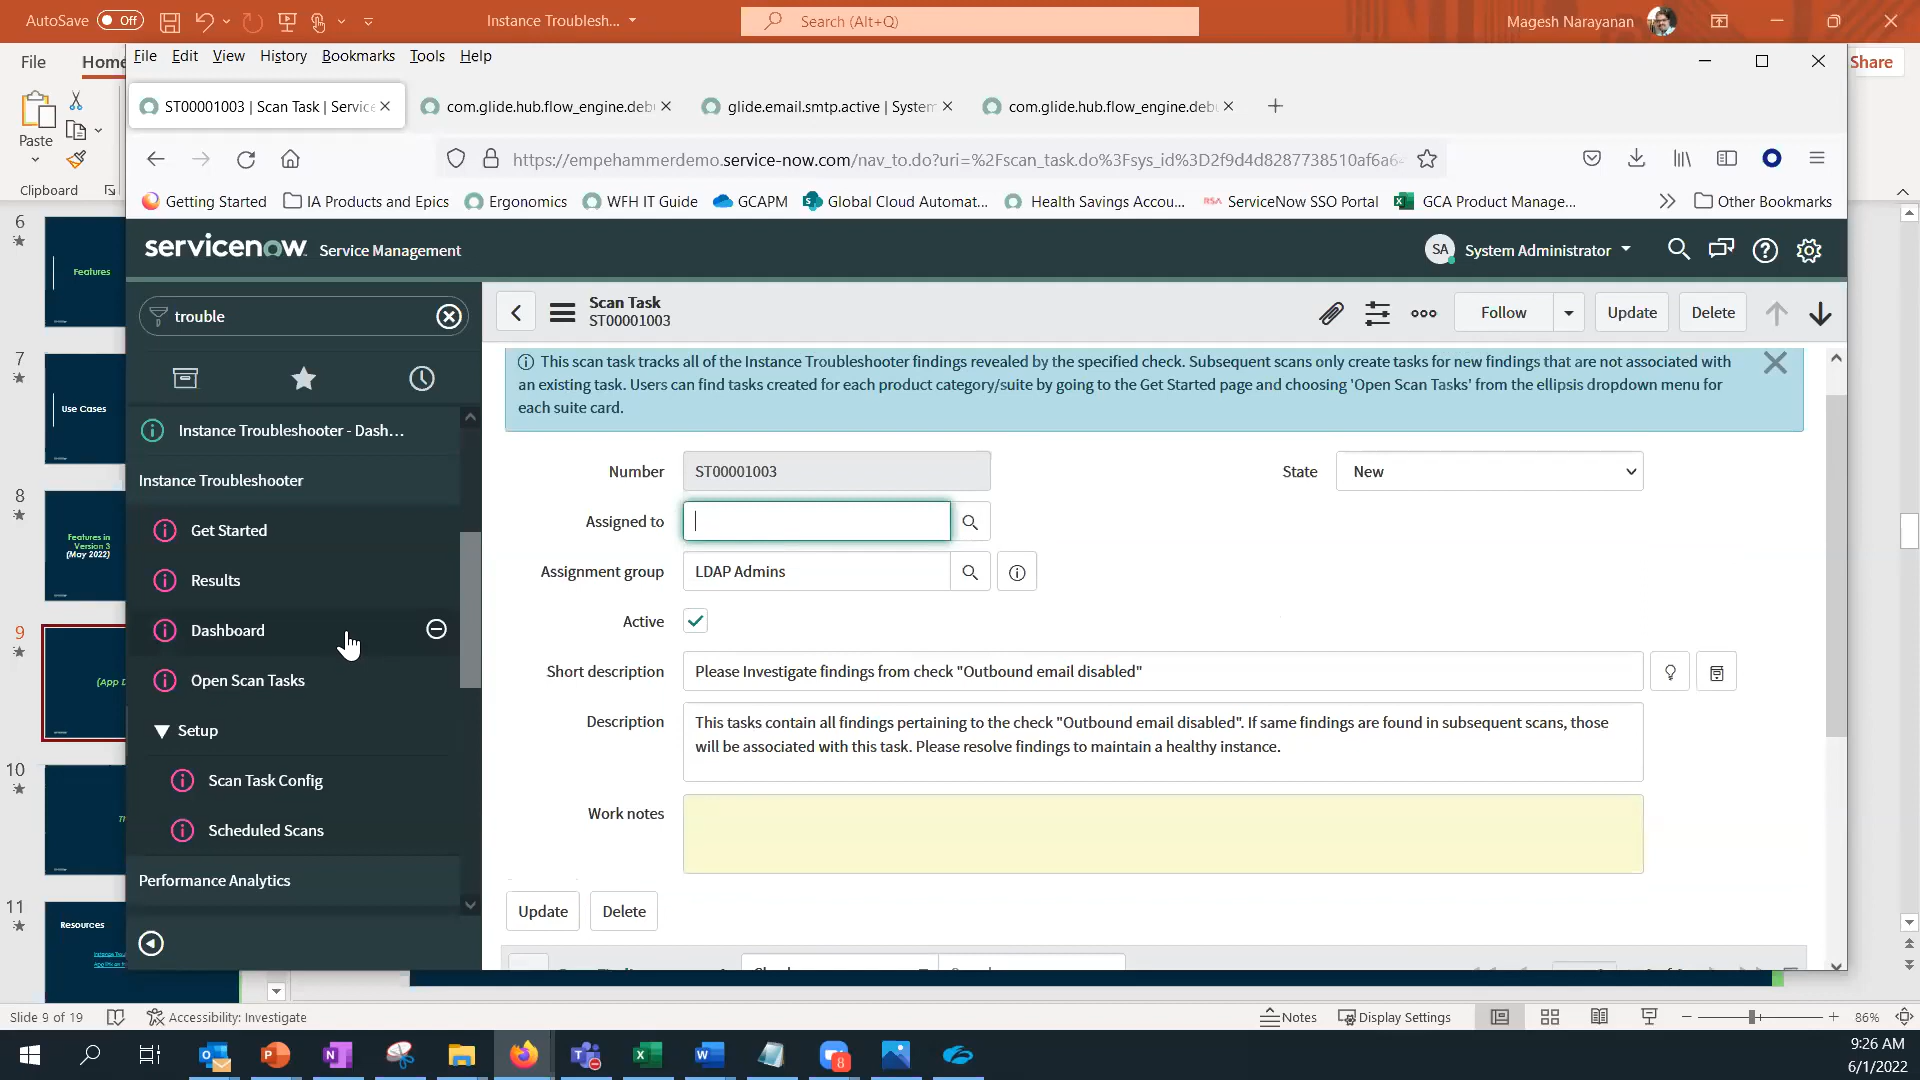 AutoSave Off
Instance Troublesh...
Search (Alt+Q)
Magesh Narayanan
File
Home
Share
File Edit View History Bookmarks Tools Help
ST00001003 | Scan Task | Service
com.glide.hub.flow_engine.deb
glide.email.smtp.active | System
com.glide.hub.flow_engine.deb
https://empehammerdemo.service-now.com/nav_to.do?uri=%2Fscan_task.do%3Fsys_id%3D2f9d4d8287738510af6a64
Getting Started
IA Products and Epics
Ergonomics
WFH IT Guide
GCAPM
Global Cloud Automat...
Health Savings Accou...
RSA ServiceNow SSO Portal
GCA Product Manage...
Other Bookmarks
Paste
Clipboard
servicenow Service Management
SA System Administrator
trouble
Scan Task
ST00001003
Follow
Update
Delete
Instance Troubleshooter - Dash...
Instance Troubleshooter
Get Started
Results
Dashboard
Open Scan Tasks
Setup
Scan Task Config
Scheduled Scans
Performance Analytics
This scan task tracks all of the Instance Troubleshooter findings revealed by the specified check. Subsequent scans only create tasks for new findings that are not associated with
an existing task. Users can find tasks created for each product category/suite by going to the Get Started page and choosing 'Open Scan Tasks' from the ellipsis dropdown menu for
each suite card.
Number ST00001003
State New
Assigned to
Assignment group LDAP Admins
Active
Short description Please Investigate findings from check "Outbound email disabled"
Description This tasks contain all findings pertaining to the check "Outbound email disabled". If same findings are found in subsequent scans, those
will be associated with this task. Please resolve findings to maintain a healthy instance.
Work notes
Update Delete
6
Features
7
Use Cases
8
Features in
Version 3
(May 2022)
9
(App D
10
Th
11
Resources
Slide 9 of 19
Accessibility: Investigate
Notes
Display Settings
86%
8
9:26 AM
6/1/2022